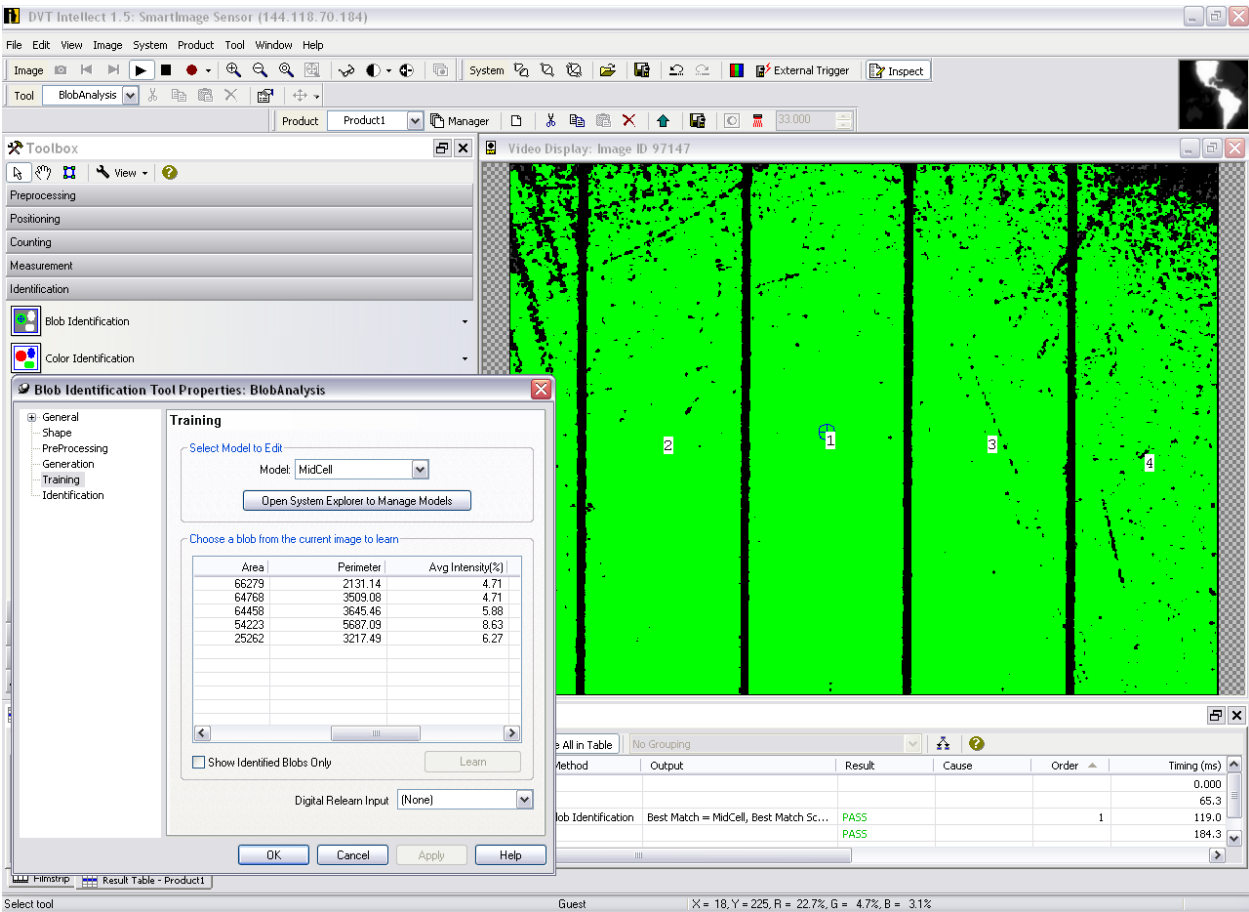 DVT Intellect 1.5: SmartImage Sensor (144.118.70.184)
File Edit View Image System Product Tool Window Help
Image System External Trigger Inspect
Tool BlobAnalysis
Product Product1 Manager 33.000
Toolbox
Video Display: Image ID 97147
View
Preprocessing
Positioning
Counting
Measurement
Identification
Blob Identification
Color Identification
2 1 3 4
Blob Identification Tool Properties: BlobAnalysis
General
Shape
PreProcessing
Generation
Training
Identification
Training
Select Model to Edit
Model: MidCell
Open System Explorer to Manage Models
Choose a blob from the current image to learn
Area Perimeter Avg Intensity(%)
66279 2131.14 4.71
64768 3509.08 4.71
64458 3645.46 5.88
54223 5687.09 8.63
25262 3217.49 6.27
Show Identified Blobs Only Learn
Digital Relearn Input (None)
OK Cancel Apply Help
All in Table No Grouping
Method Output Result Cause Order Timing (ms)
0.000
65.3
lob Identification Best Match = MidCell, Best Match Sc... PASS 1 119.0
PASS 184.3
Filmstrip Result Table - Product1
Select tool Guest X = 18, Y = 225, R = 22.7%, G = 4.7%, B = 3.1%